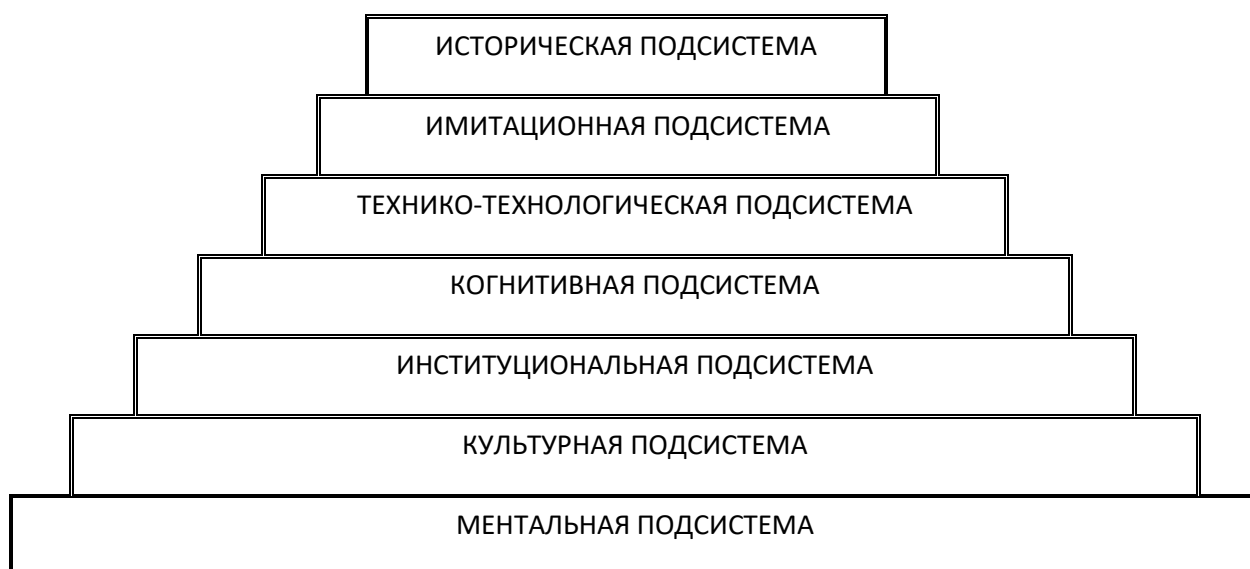 ИСТОРИЧЕСКАЯ ПОДСИСТЕМА
ИМИТАЦИОННАЯ ПОДСИСТЕМА
ТЕХНИКО-ТЕХНОЛОГИЧЕСКАЯ ПОДСИСТЕМА
КОГНИТИВНАЯ ПОДСИСТЕМА
ИНСТИТУЦИОНАЛЬНАЯ ПОДСИСТЕМА
КУЛЬТУРНАЯ ПОДСИСТЕМА
МЕНТАЛЬНАЯ ПОДСИСТЕМА